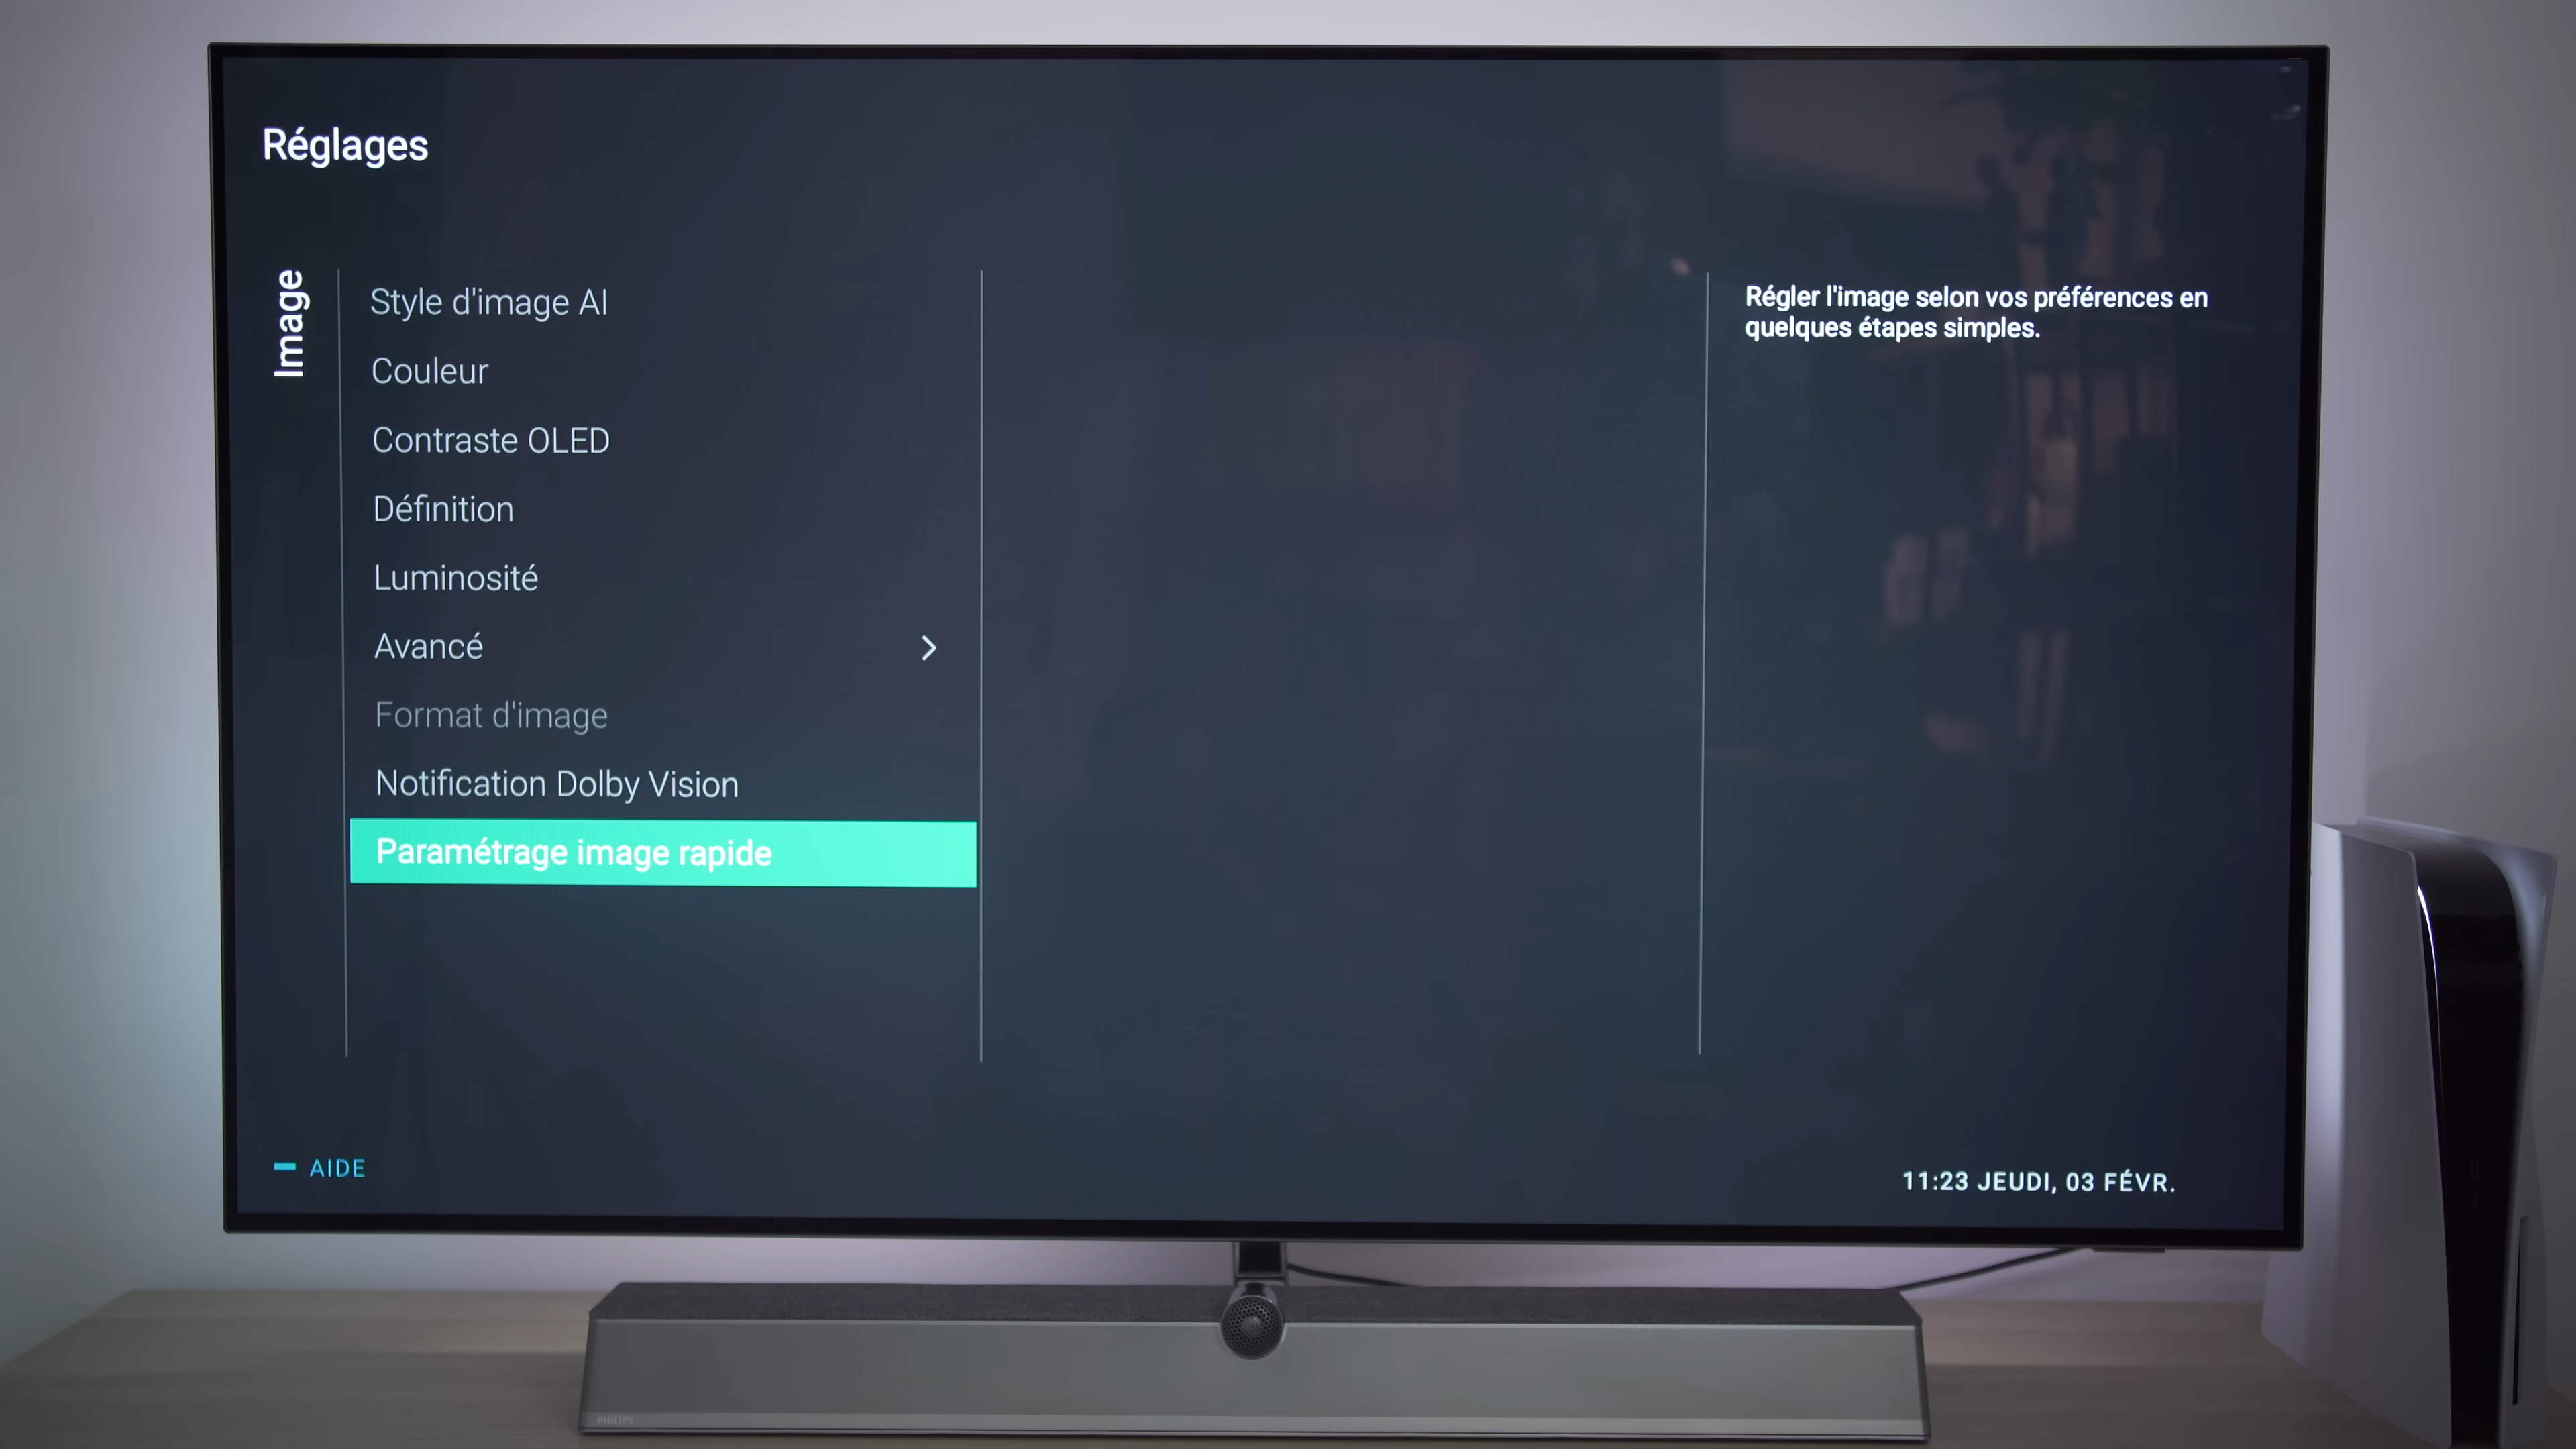 Réglages
Image
Style d'image AI
Couleur
Contraste OLED
Définition
Luminosité
Avancé
Format d'image
Notification Dolby Vision
Paramétrage image rapide
Régler l'image selon vos préférences en
quelques étapes simples.
AIDE
11:23 JEUDI, 03 FÉVR.
PHILIPS